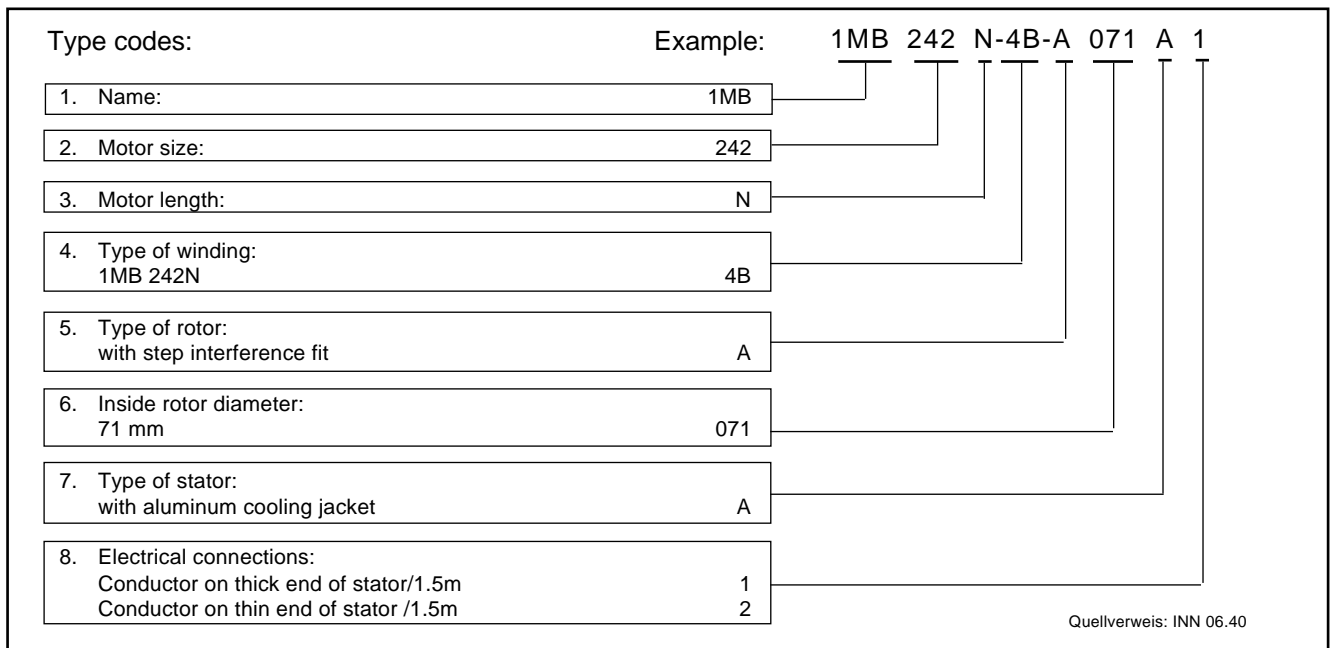 Type codes: Example: 1MB 242 N-4B-A 071 A 1
1. Name: 1MB
2. Motor size: 242
3. Motor length: N
4. Type of winding:
1MB 242N 4B
5. Type of rotor:
with step interference fit A
6. Inside rotor diameter:
71 mm 071
7. Type of stator:
with aluminum cooling jacket A
8. Electrical connections:
Conductor on thick end of stator/1.5m 1
Conductor on thin end of stator /1.5m 2
Quellverweis: INN 06.40